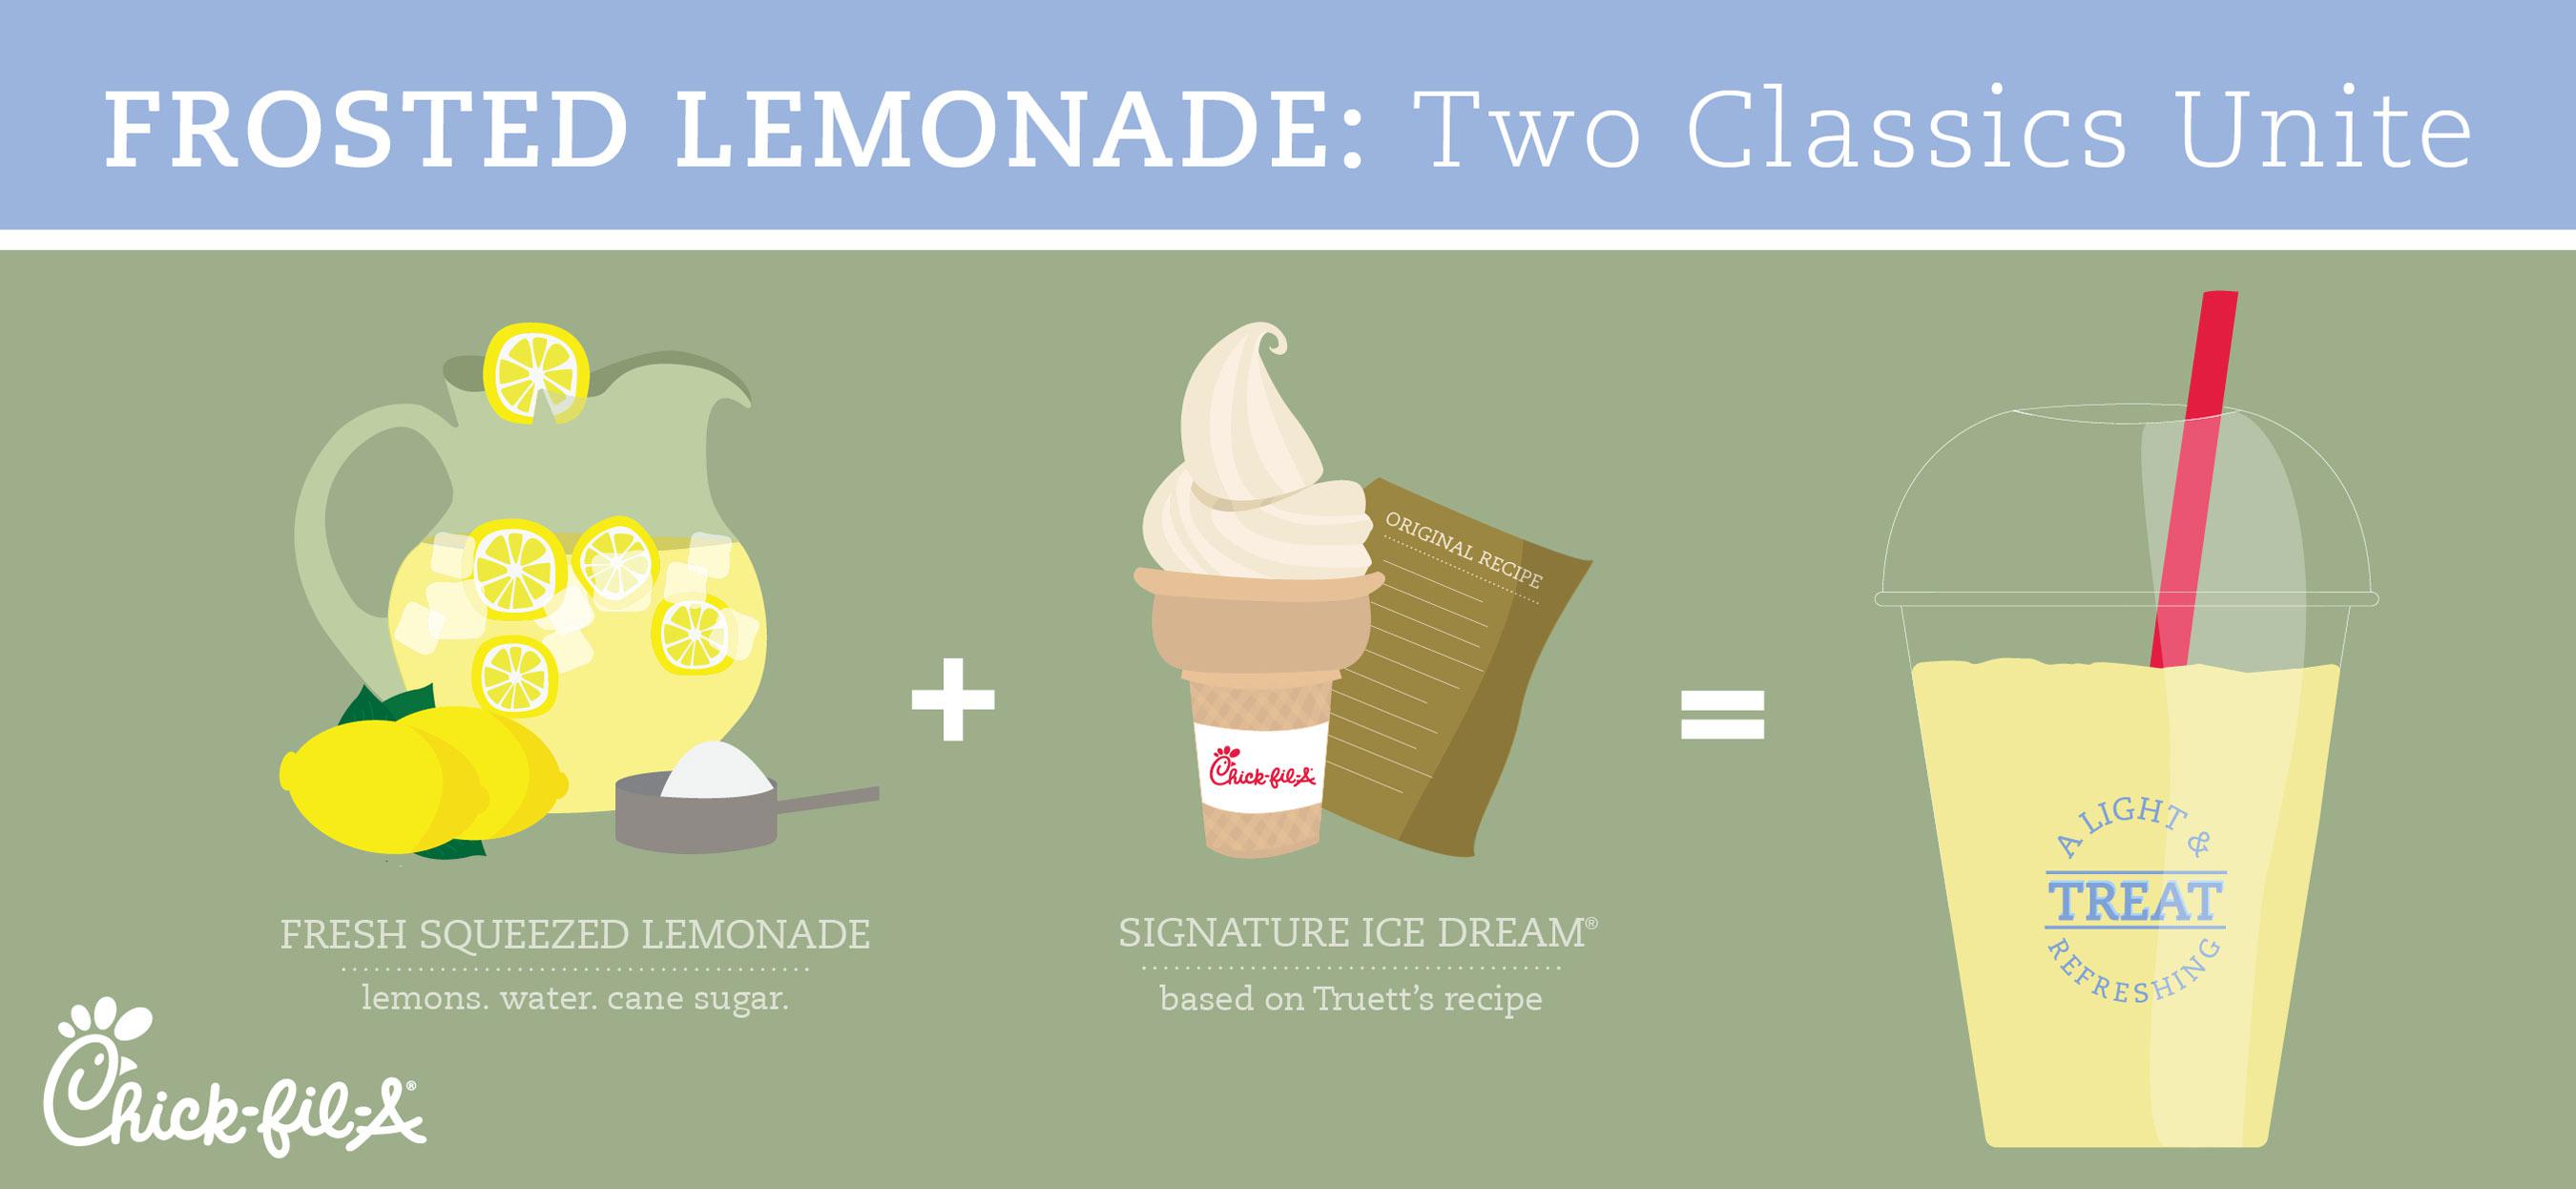 FROSTED LEMONADE: Two Classics Unite
ORIGINAL RECIPE
Chick-fil-A
FRESH SQUEEZED LEMONADE
lemons. water. cane sugar.
SIGNATURE ICE DREAM®
based on Truett's recipe
A LIGHT &
TREAT
REFRESHING
Chick-fil-A®